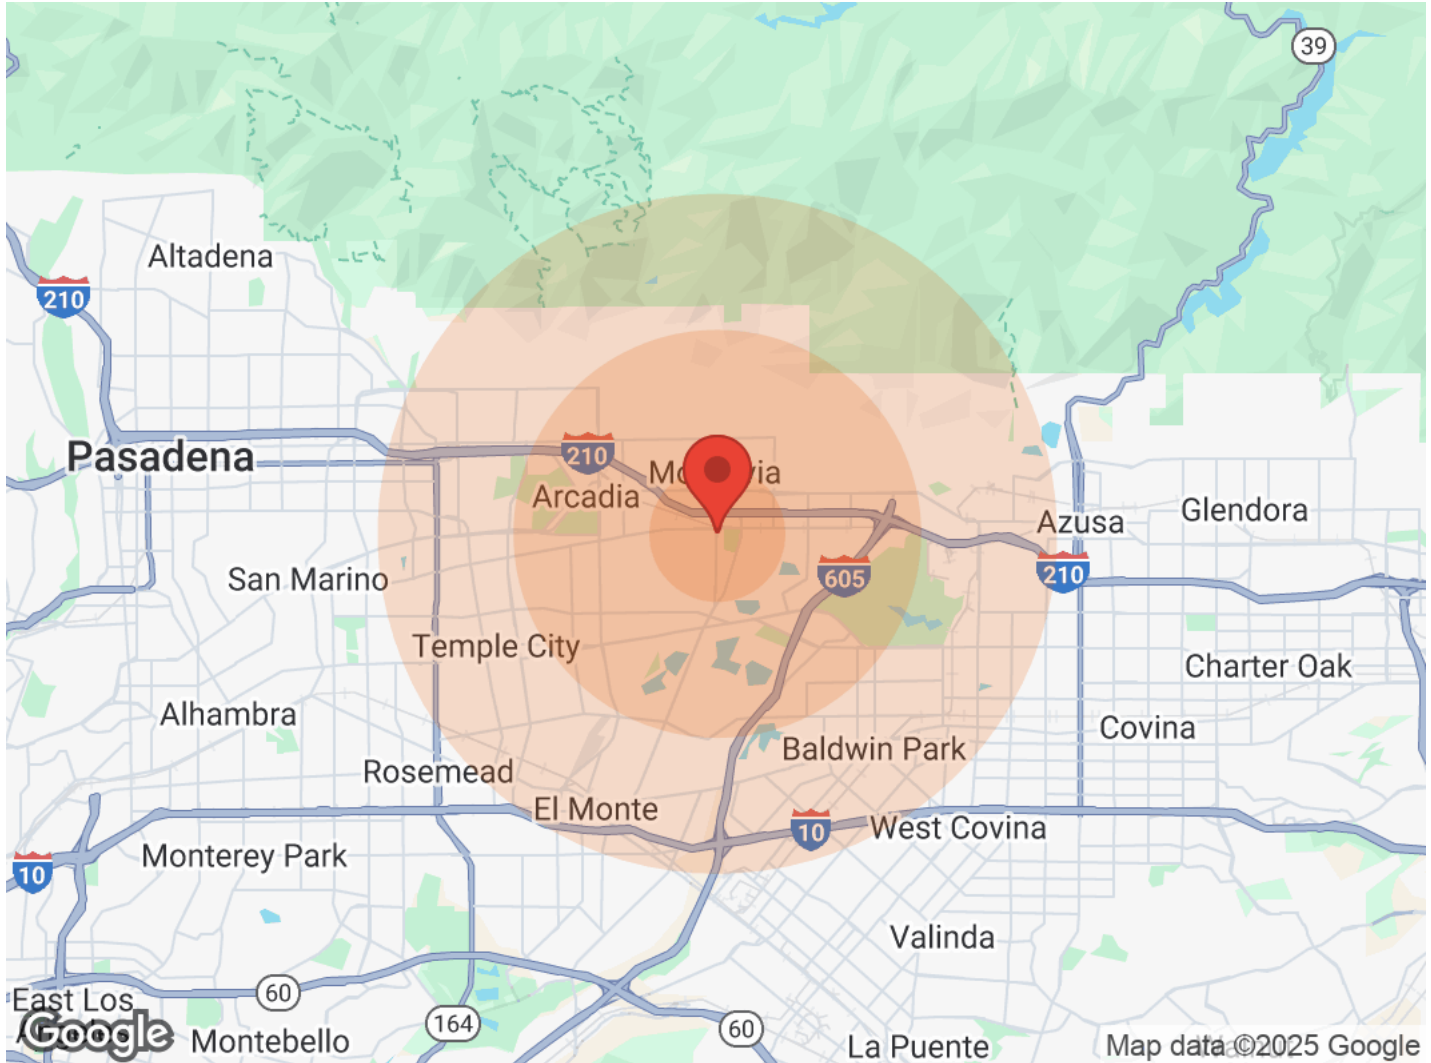 39
Altadena
210
Pasadena
210
Arcadia
Glendora
Azusa
San Marino
605
210
Temple City
Charter Oak
Alhambra
Covina
Baldwin Park
Rosemead
El Monte
10
West Covina
Monterey Park
10
Valinda
60
East Los
164
60
Google
Montebello
La Puente
Map data ©2025 Google